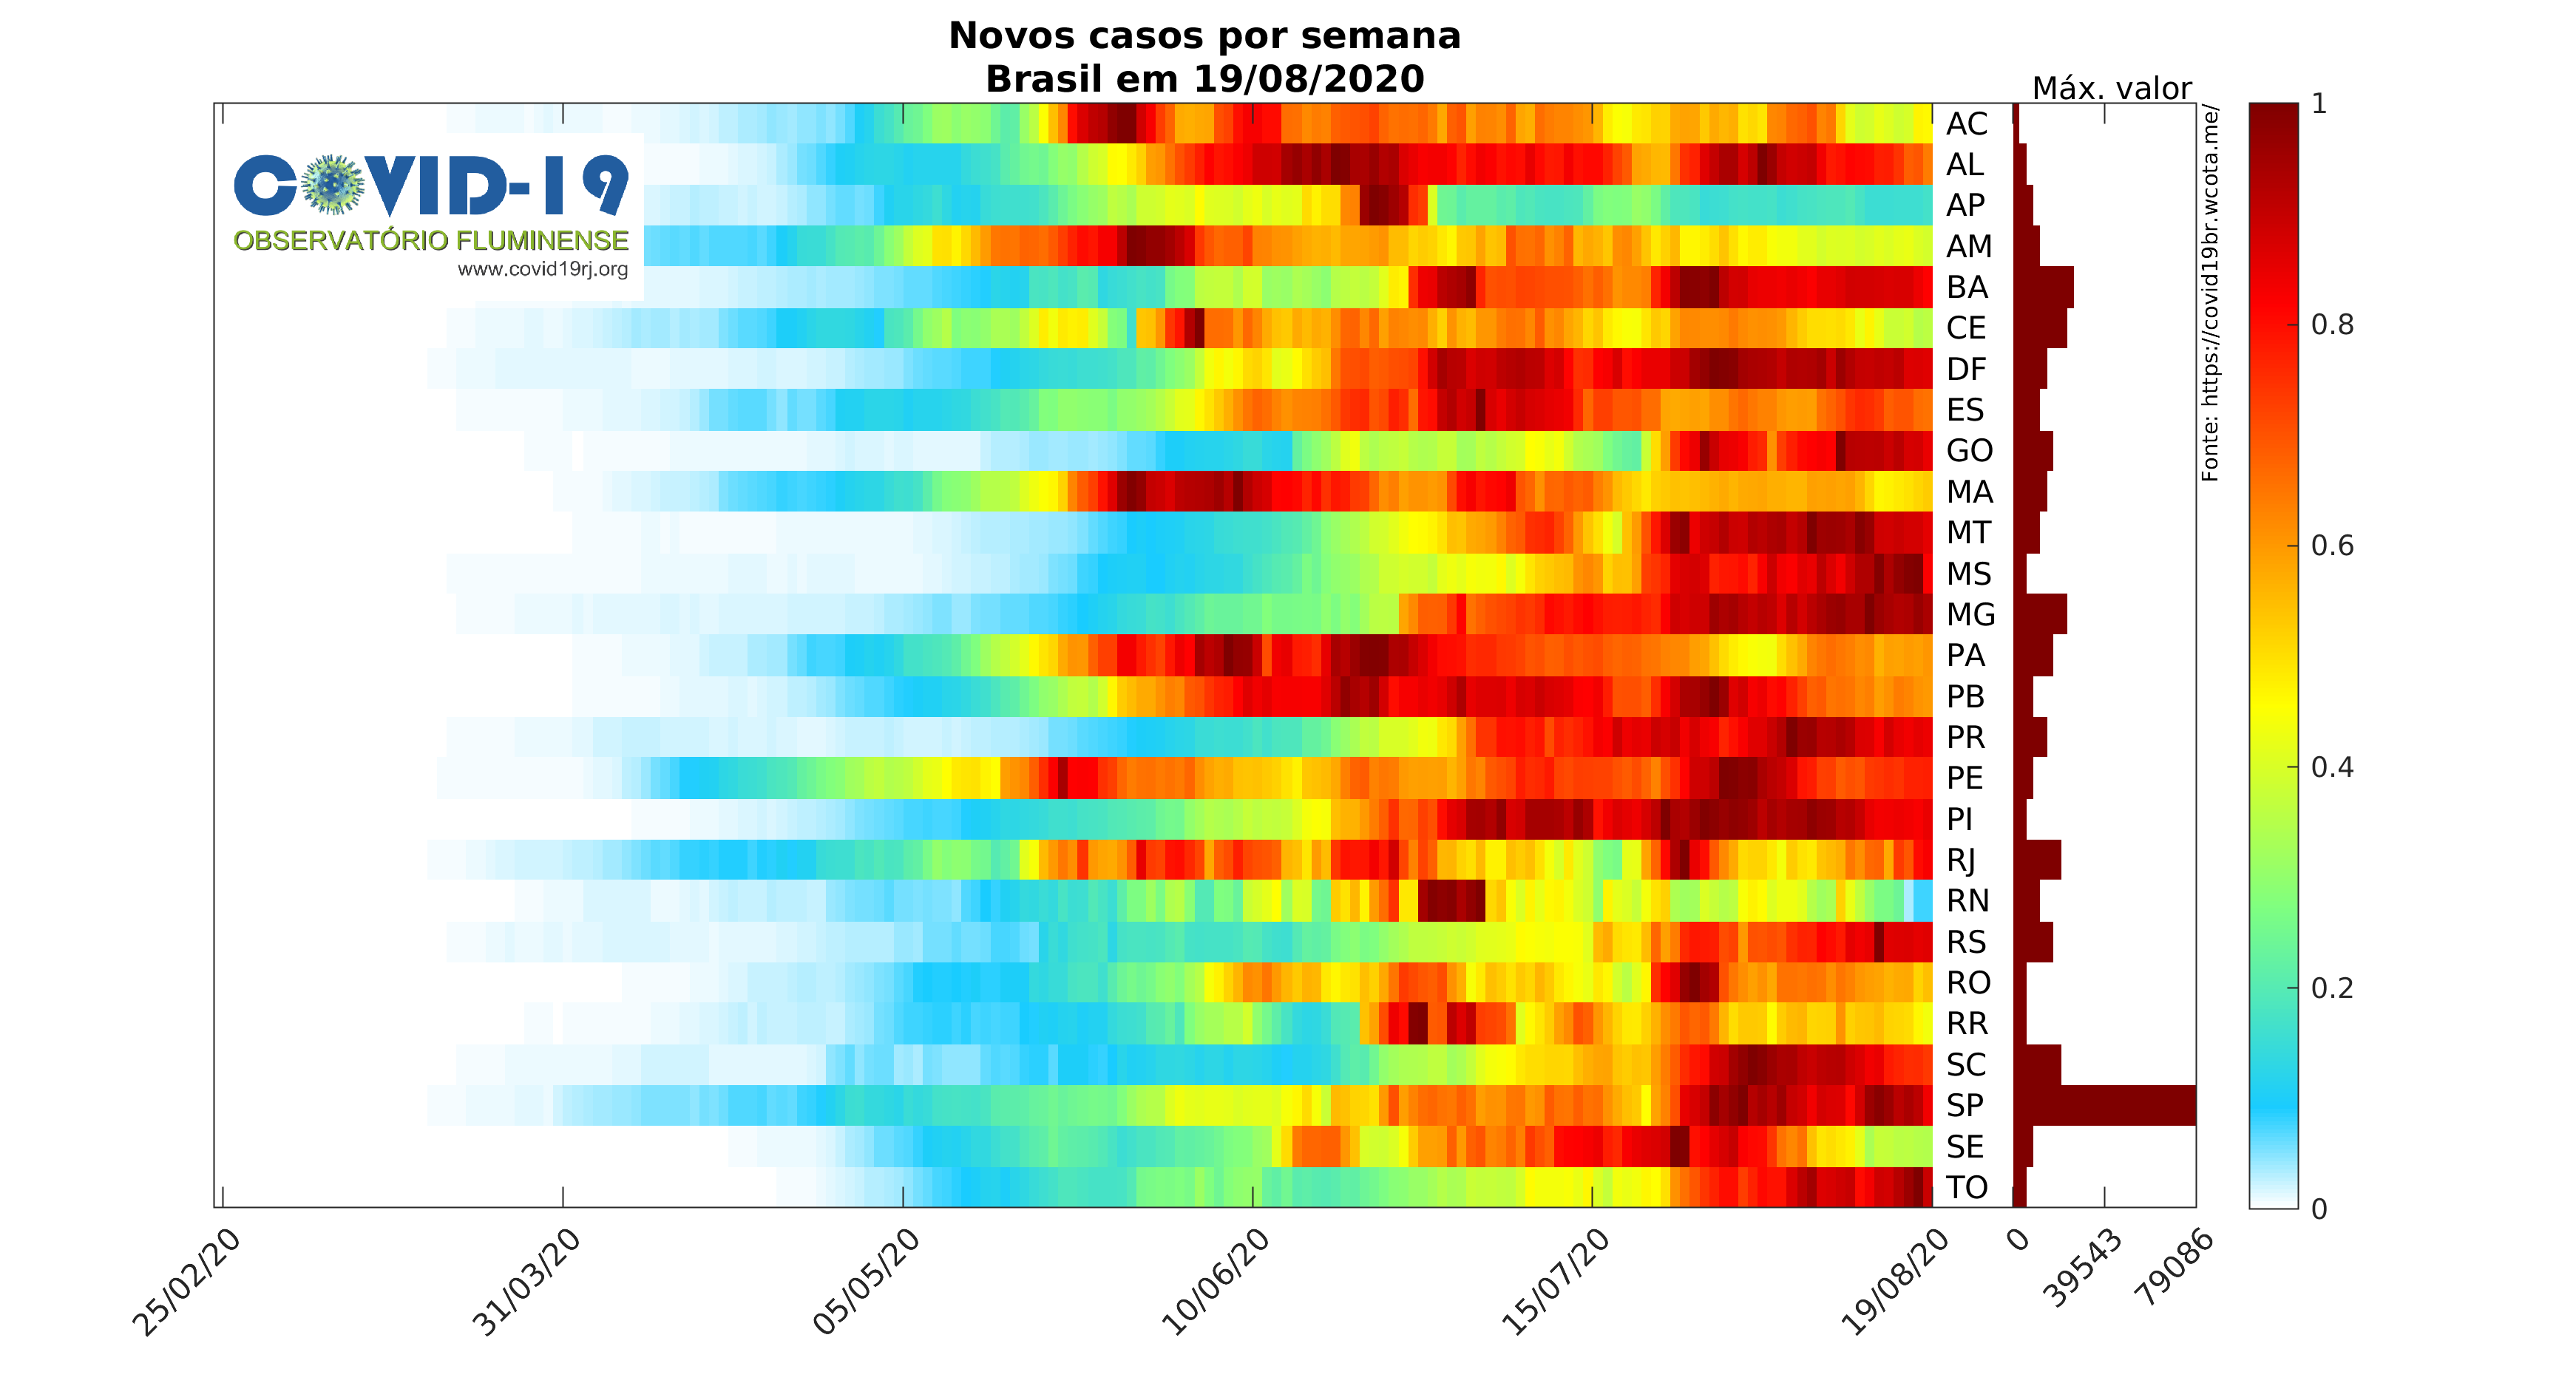 Novos casos por semana
Brasil em 19/08/2020
Máx. valor
COVID-19
OBSERVATÓRIO FLUMINENSE
www.covid19rj.org
AC
AL
AP
AM
BA
CE
DF
ES
GO
MA
MT
MS
MG
PA
PB
PR
PE
PI
RJ
RN
RS
RO
RR
SC
SP
SE
TO
Fonte: https://covid19br.wcota.me/
1
0.8
0.6
0.4
0.2
0
25/02/20
31/03/20
05/05/20
10/06/20
15/07/20
19/08/20
0
39543
79086